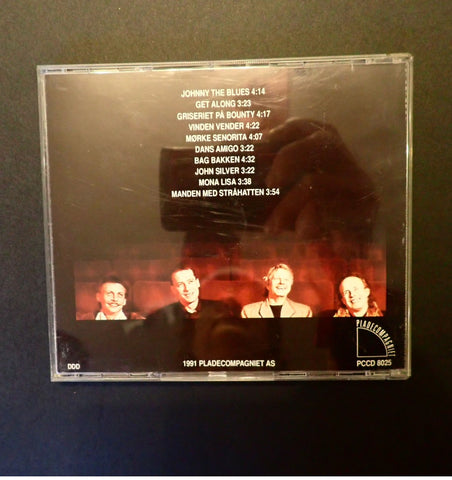 JOHNNY THE BLUES 4:14
GET ALONG 3:23
GRISERIET PÅ BOUNTY 4:17
VINDEN VENDER 4:22
MØRKE SENORITA 4:07
DANS AMIGO 3:22
BAG BAKKEN 4:32
JOHN SILVER 3:22
MONA LISA 3:38
MANDEN MED STRÅHATTEN 3:54
PLADECOMPAGNIET
DDD
1991 PLADECOMPAGNIET AS
PCCD 8025